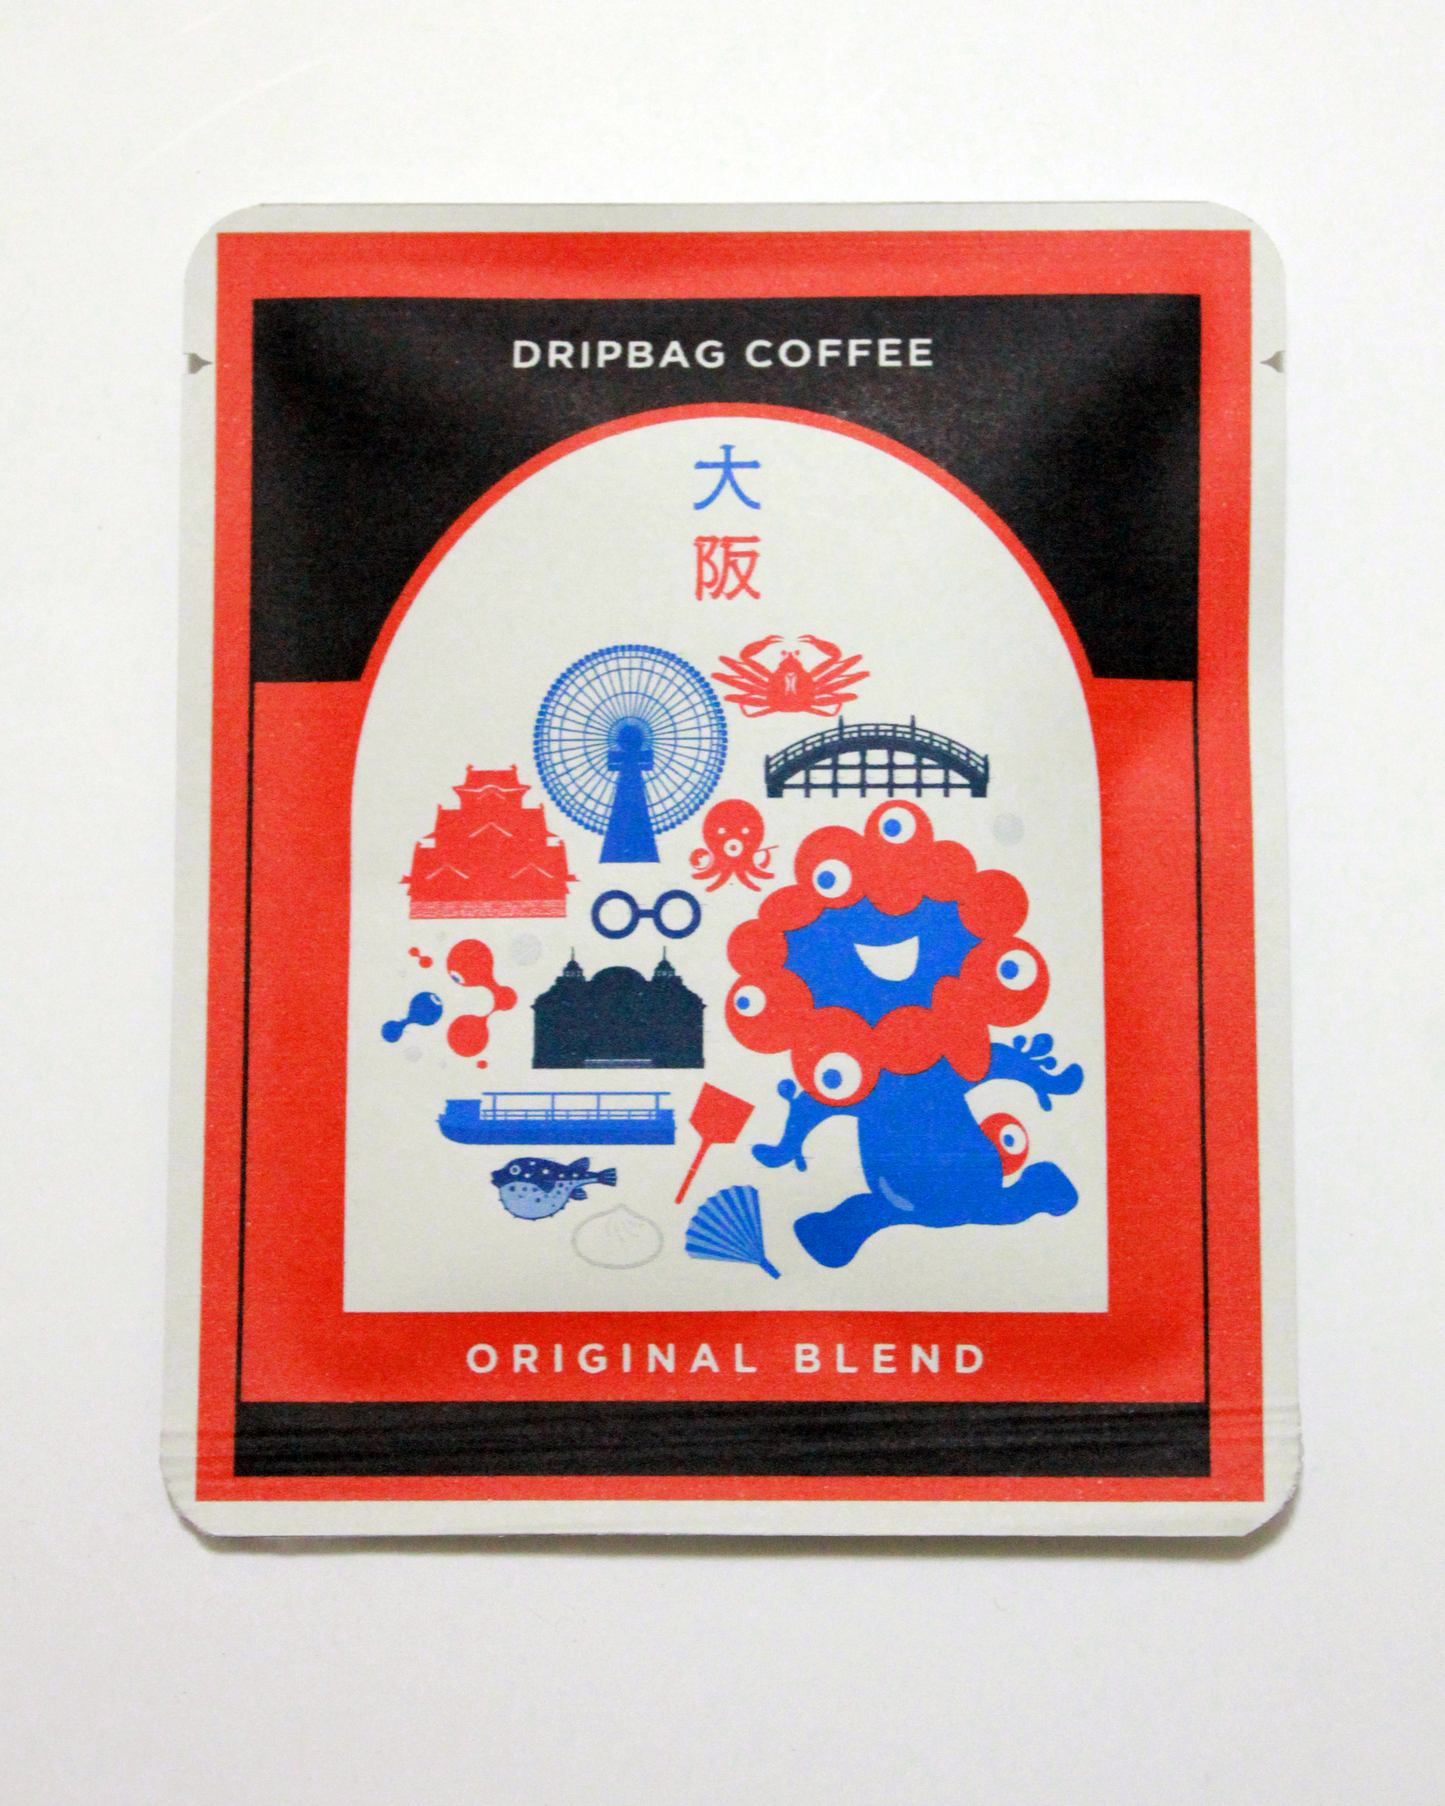 DRIPBAG COFFEE
大
阪
ORIGINAL BLEND